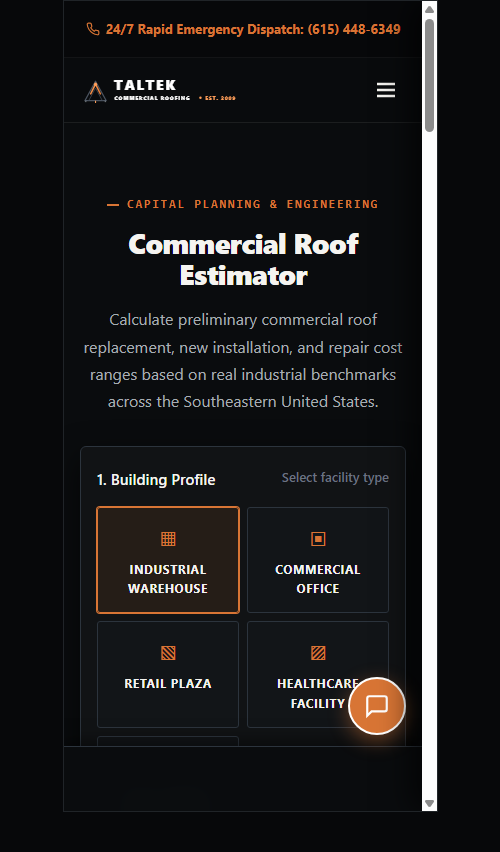 24/7 Rapid Emergency Dispatch: (615) 448-6349
TALTEK
COMMERCIAL ROOFING • EST. 2009
— CAPITAL PLANNING & ENGINEERING
Commercial Roof
Estimator
Calculate preliminary commercial roof
replacement, new installation, and repair cost
ranges based on real industrial benchmarks
across the Southeastern United States.
1. Building Profile
Select facility type
INDUSTRIAL
WAREHOUSE
COMMERCIAL
OFFICE
RETAIL PLAZA
HEALTHCARE
FACILITY